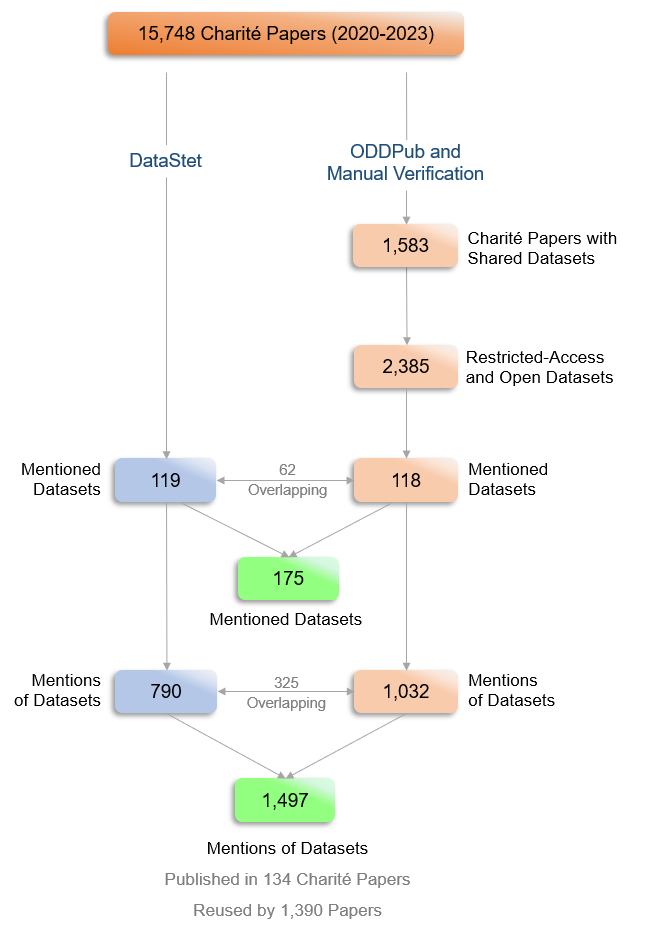 15,748 Charité Papers (2020-2023)
DataStet
ODDPub and
Manual Verification
1,583
Charité Papers with
Shared Datasets
2,385
Restricted-Access
and Open Datasets
Mentioned
Datasets
119
62
Overlapping
118
Mentioned
Datasets
175
Mentioned Datasets
Mentions
of Datasets
790
325
Overlapping
1,032
Mentions
of Datasets
1,497
Mentions of Datasets
Published in 134 Charité Papers
Reused by 1,390 Papers